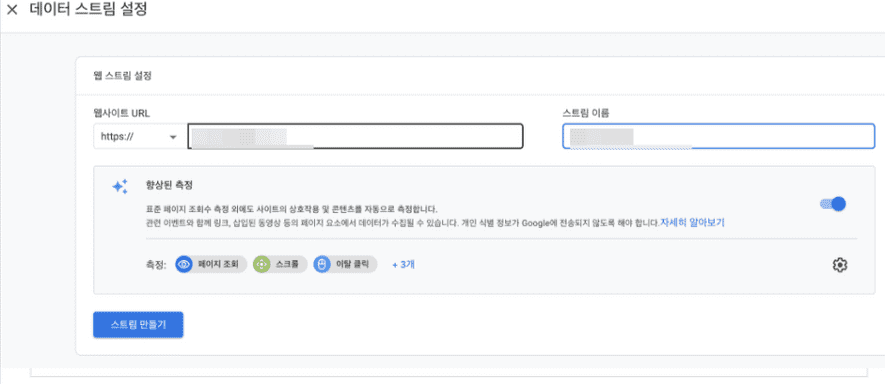 데이터 스트림 설정
웹 스트림 설정
웹사이트 URL
스트림 이름
https://
향상된 측정
표준 페이지 조회수 측정 외에도 사이트의 상호작용 및 콘텐츠를 자동으로 측정합니다.
관련 이벤트와 함께 링크, 삽입된 동영상 등의 페이지 요소에서 데이터가 수집될 수 있습니다. 개인 식별 정보가 Google에 전송되지 않도록 해야 합니다.자세히 알아보기
측정: 페이지 조회 스크롤 이탈 클릭 + 3개
스트림 만들기